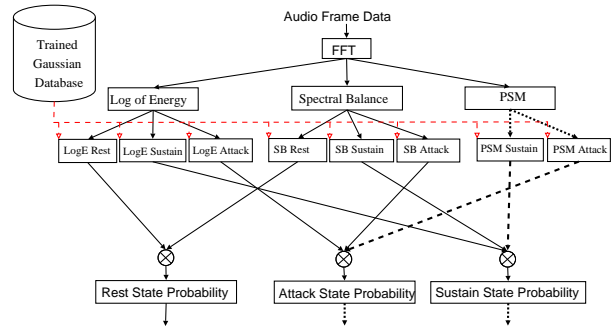 Audio Frame Data
Trained
Gaussian
Database
FFT
Log of Energy
Spectral Balance
PSM
LogE Rest
LogE Sustain
LogE Attack
SB Rest
SB Sustain
SB Attack
PSM Sustain
PSM Attack
Rest State Probability
Attack State Probability
Sustain State Probability